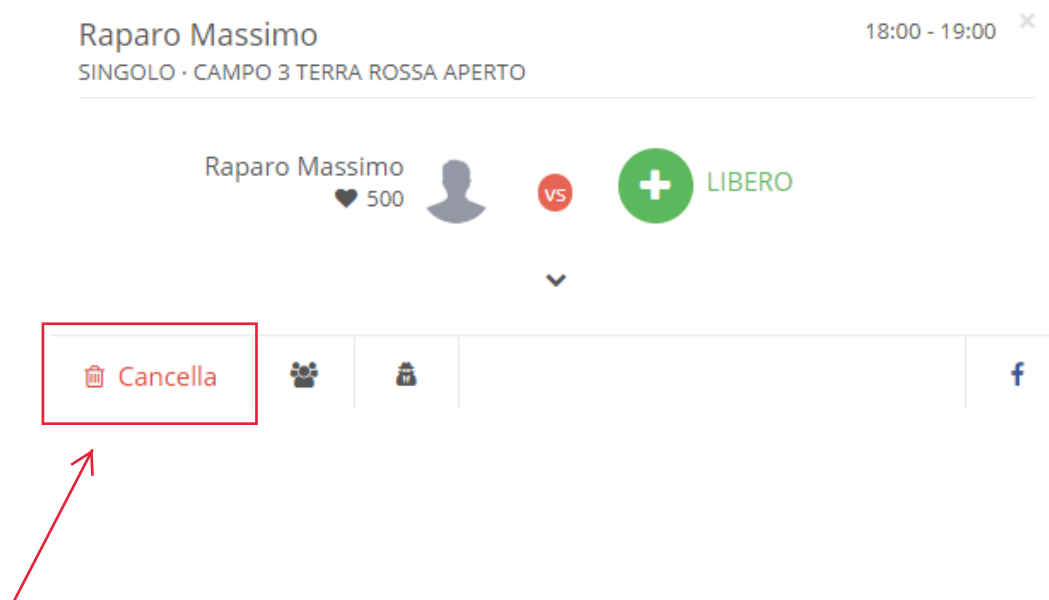 Raparo Massimo
18:00 - 19:00
SINGOLO · CAMPO 3 TERRA ROSSA APERTO
Raparo Massimo
500
vs
LIBERO
Cancella